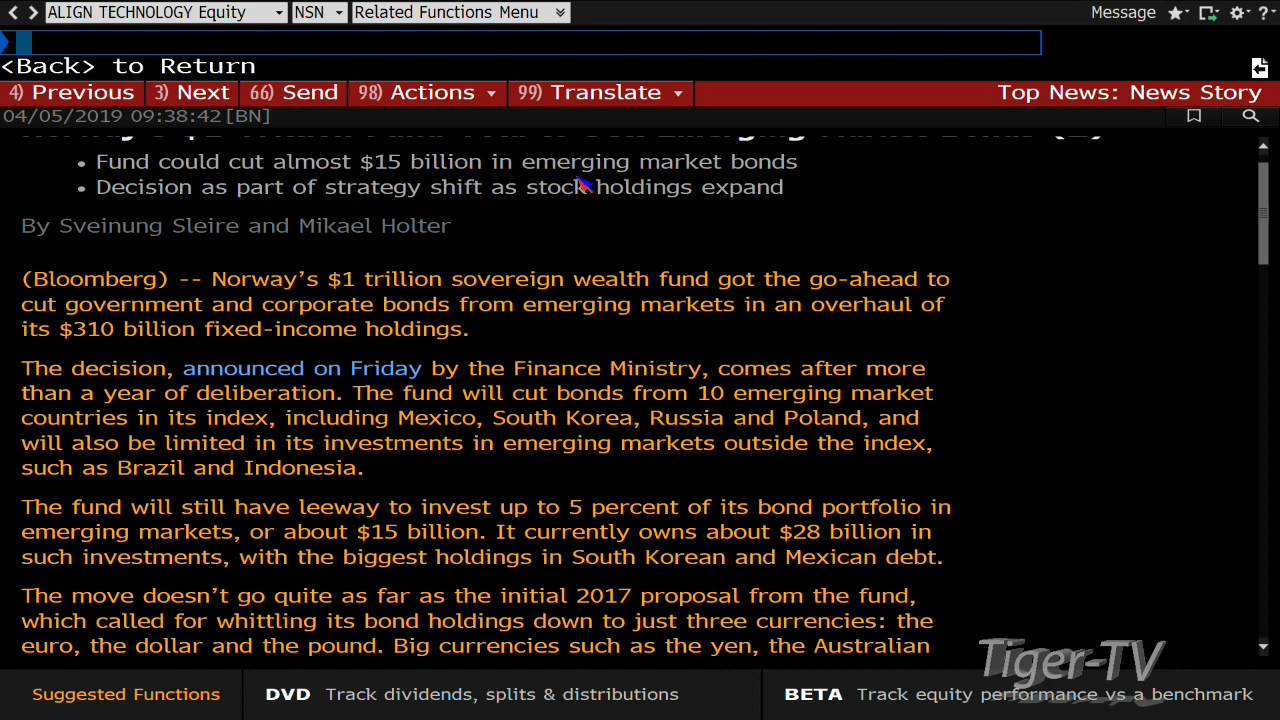 ALIGN TECHNOLOGY Equity NSN Related Functions Menu Message ?
<Back> to Return
4) Previous 3) Next 66) Send 98) Actions 99) Translate Top News: News Story
04/05/2019 09:38:42 [BN]
• Fund could cut almost $15 billion in emerging market bonds
• Decision as part of strategy shift as stock holdings expand
By Sveinung Sleire and Mikael Holter
(Bloomberg) -- Norway's $1 trillion sovereign wealth fund got the go-ahead to
cut government and corporate bonds from emerging markets in an overhaul of
its $310 billion fixed-income holdings.
The decision, announced on Friday by the Finance Ministry, comes after more
than a year of deliberation. The fund will cut bonds from 10 emerging market
countries in its index, including Mexico, South Korea, Russia and Poland, and
will also be limited in its investments in emerging markets outside the index,
such as Brazil and Indonesia.
The fund will still have leeway to invest up to 5 percent of its bond portfolio in
emerging markets, or about $15 billion. It currently owns about $28 billion in
such investments, with the biggest holdings in South Korean and Mexican debt.
The move doesn't go quite as far as the initial 2017 proposal from the fund,
which called for whittling its bond holdings down to just three currencies: the
euro, the dollar and the pound. Big currencies such as the yen, the Australian
Tiger-TV
Suggested Functions DVD Track dividends, splits & distributions BETA Track equity performance vs a benchmark